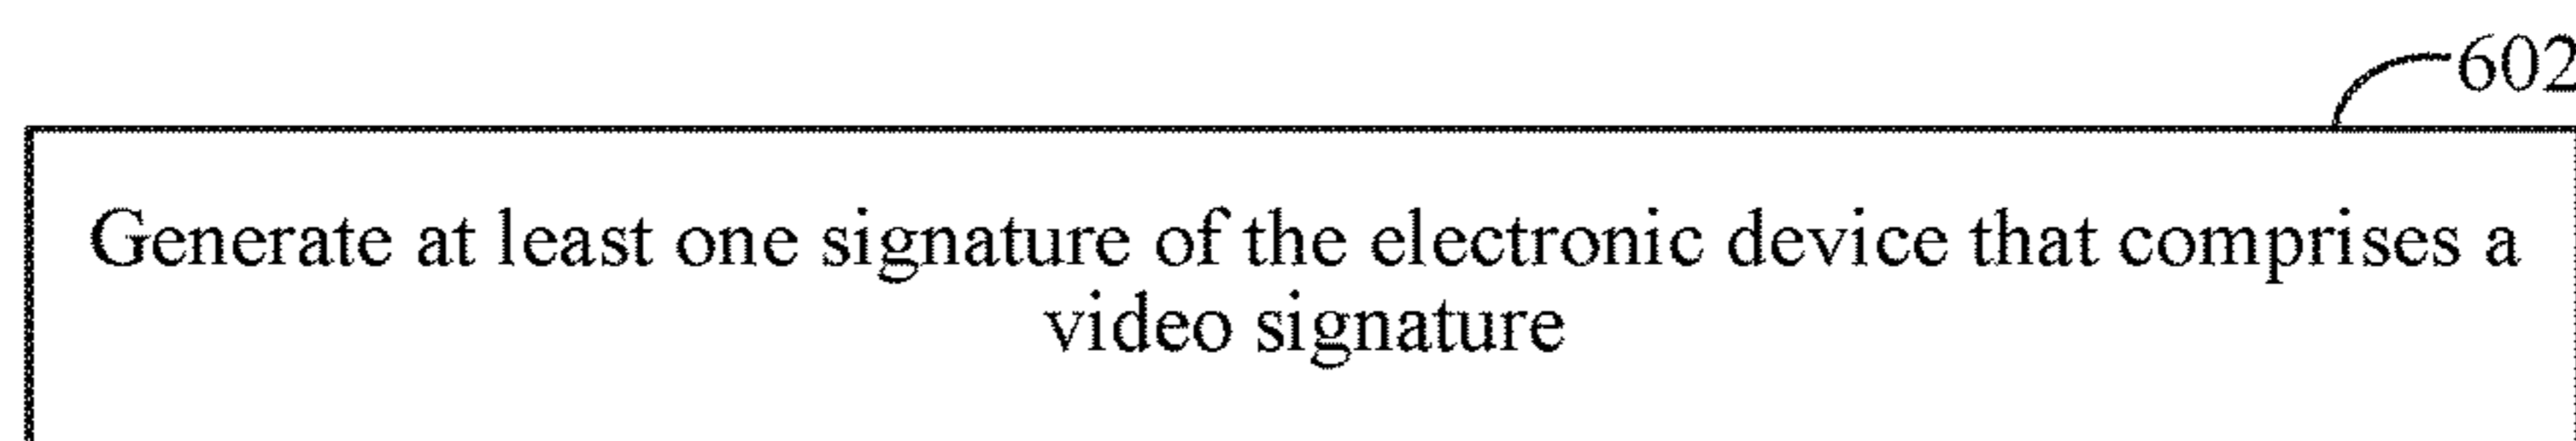 602
Generate at least one signature of the electronic device that comprises a
video signature